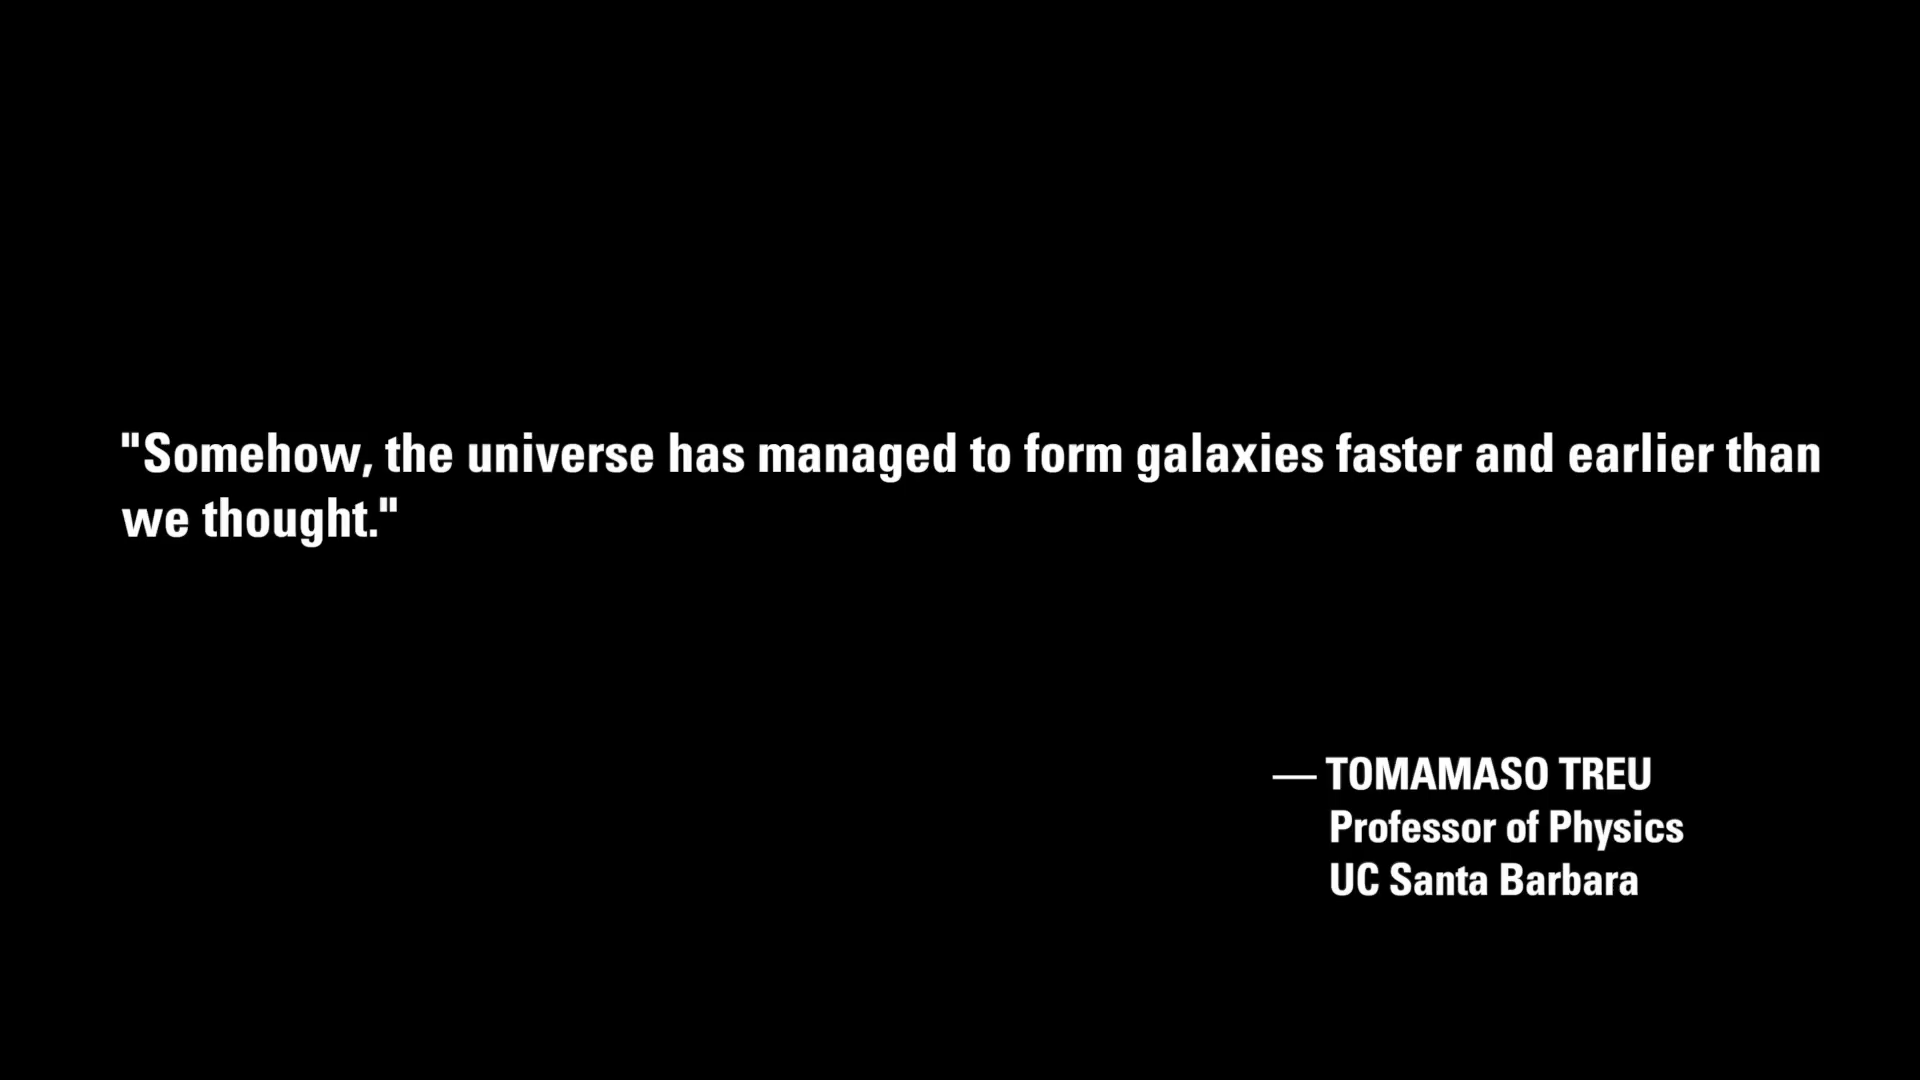 "Somehow, the universe has managed to form galaxies faster and earlier than
we thought."
— TOMAMASO TREU
Professor of Physics
UC Santa Barbara